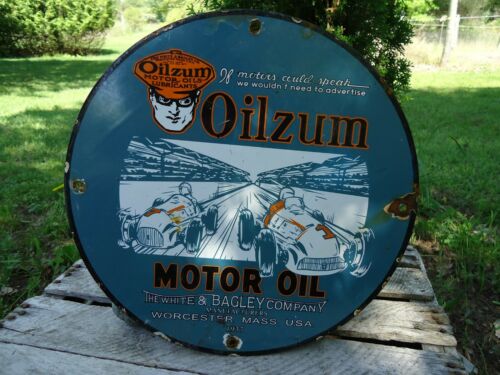 Oilzum
MOTOR OILS
LUBRICANTS
If motors could speak
we wouldn't need to advertise
Oilzum
MOTOR OIL
THE WHITE & BAGLEY COMPANY
MANUFACTURERS
WORCESTER MASS USA